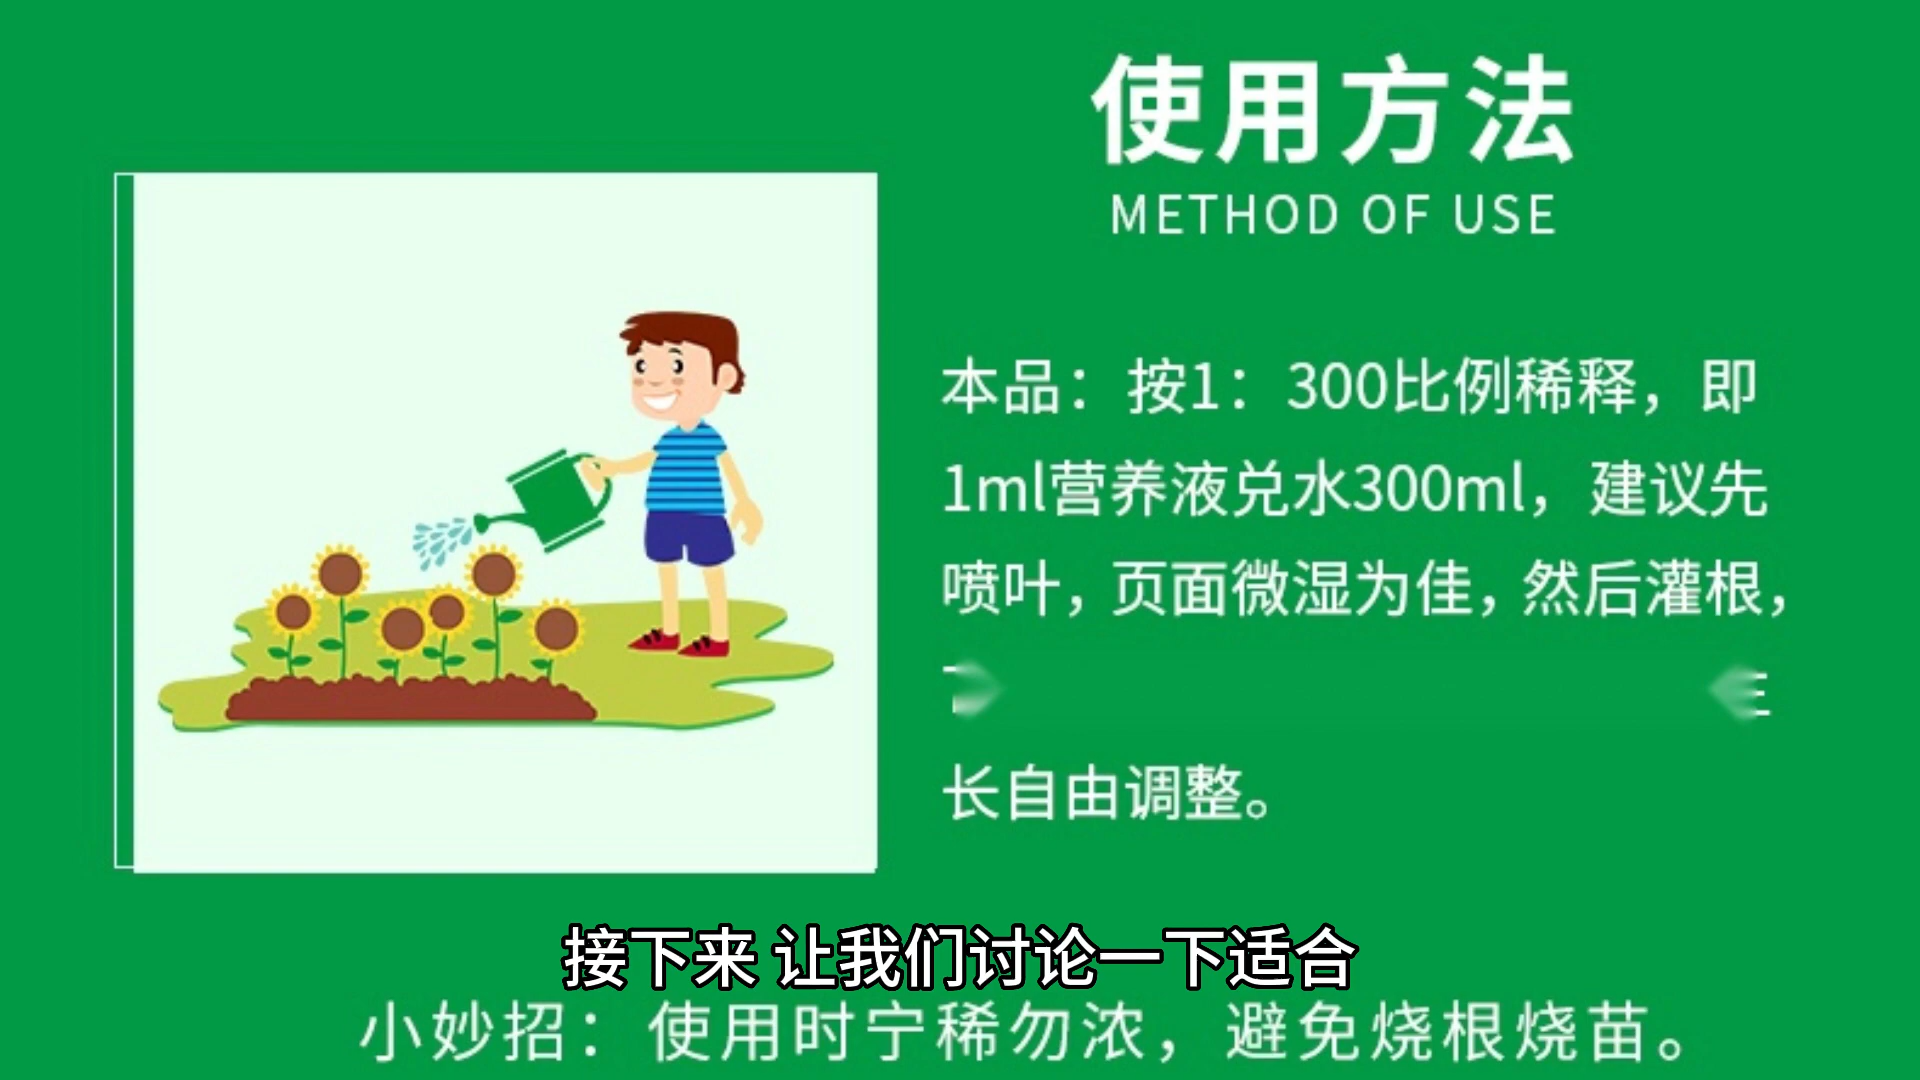 使用方法
METHOD OF USE
本品：按1：300比例稀释，即
1ml营养液兑水300ml，建议先
喷叶，页面微湿为佳，然后灌根，
长自由调整。
接下来 让我们讨论一下适合
小妙招：使用时宁稀勿浓，避免烧根烧苗。